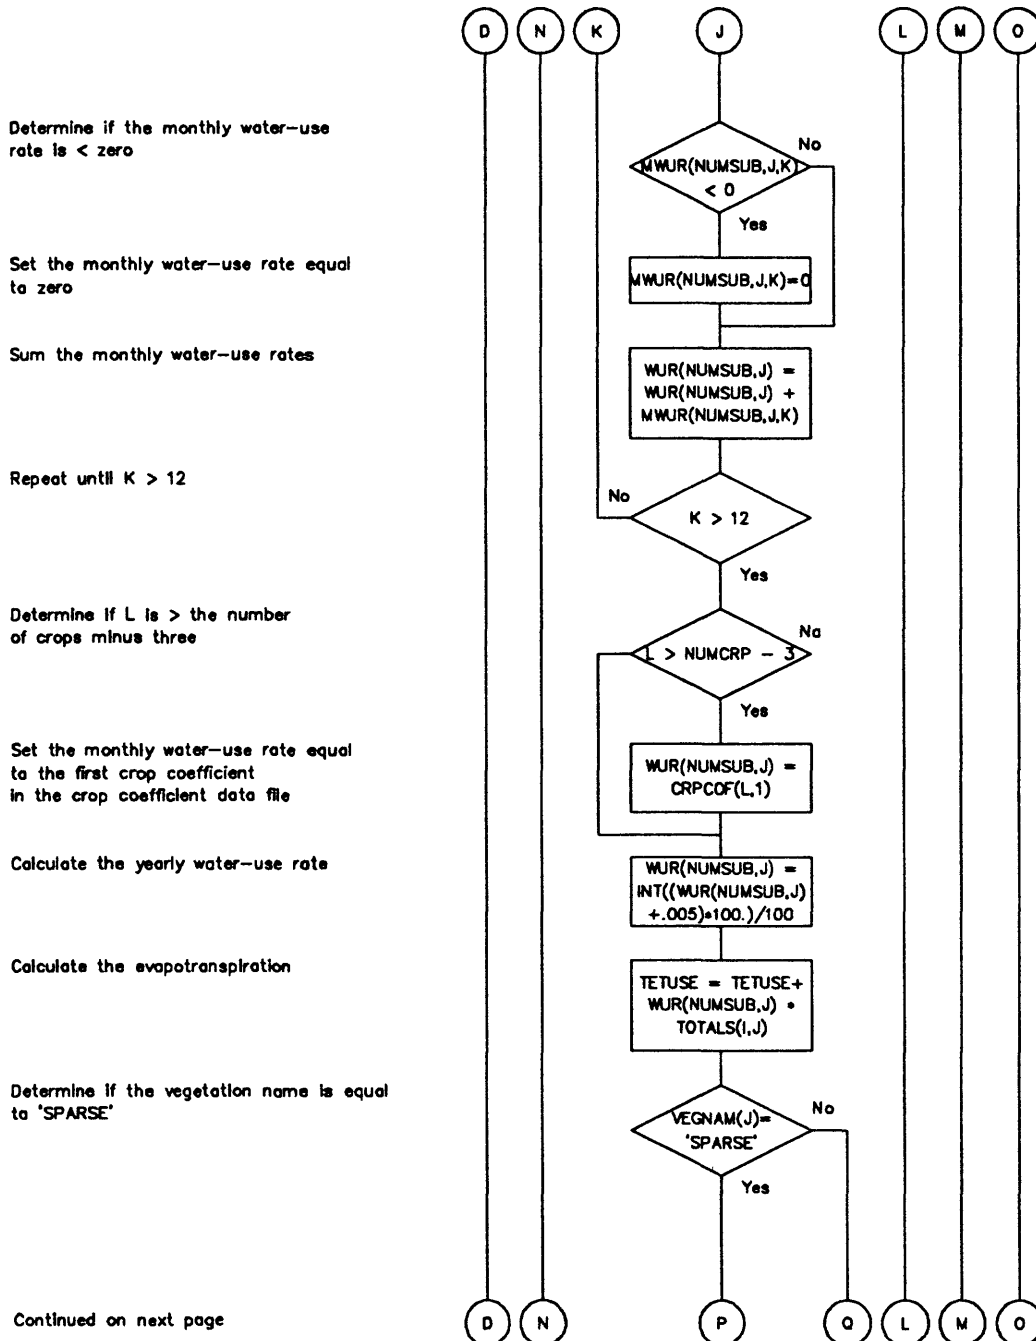 D N K J L M O
Determine if the monthly water-use
rate is < zero
No
MWUR(NUMSUB,J,K)
< 0
Yes
Set the monthly water-use rate equal
to zero
MWUR(NUMSUB,J,K)=0
Sum the monthly water-use rates
WUR(NUMSUB,J) =
WUR(NUMSUB,J) +
MWUR(NUMSUB,J,K)
Repeat until K > 12
No
K > 12
Yes
Determine if L is > the number
of crops minus three
No
L > NUMCRP - 3
Yes
Set the monthly water-use rate equal
to the first crop coefficient
in the crop coefficient data file
WUR(NUMSUB,J) =
CRPCOF(L,1)
Calculate the yearly water-use rate
WUR(NUMSUB,J) =
INT((WUR(NUMSUB,J)
+.005)*100.)/100
Calculate the evapotranspiration
TETUSE = TETUSE+
WUR(NUMSUB,J) *
TOTALS(I,J)
Determine if the vegetation name is equal
to 'SPARSE'
No
VEGNAM(J)=
'SPARSE'
Yes
Continued on next page
D N P Q L M O